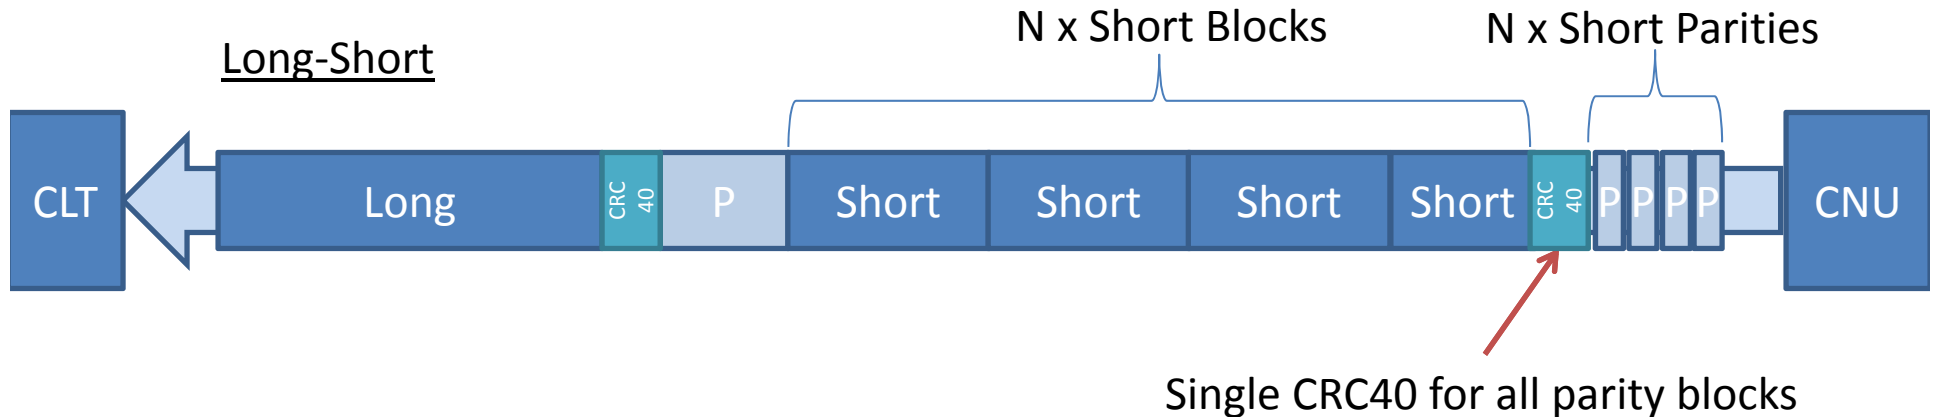 N x Short Blocks
N x Short Parities
Long-Short
CLT
Long
CRC
40
P
Short
Short
Short
Short
CRC
40
P
P
P
P
CNU
Single CRC40 for all parity blocks